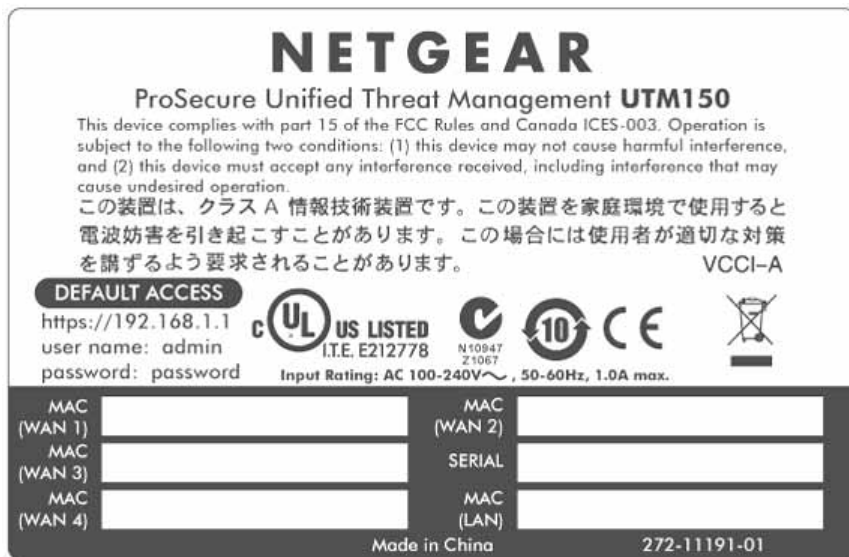 NETGEAR
ProSecure Unified Threat Management UTM150
This device complies with part 15 of the FCC Rules and Canada ICES-003. Operation is
subject to the following two conditions: (1) this device may not cause harmful interference,
and (2) this device must accept any interference received, including interference that may
cause undesired operation.
この装置は、クラス A 情報技術装置です。この装置を家庭環境で使用すると
電波妨害を引き起こすことがあります。この場合には使用者が適切な対策
を講ずるよう要求されることがあります。 VCCI-A
DEFAULT ACCESS
https://192.168.1.1
user name: admin
password: password
C UL US LISTED
I.T.E. E212778
N10947
Z1067
10
CE
Input Rating: AC 100-240V～, 50-60Hz, 1.0A max.
MAC
(WAN 1)
MAC
(WAN 2)
MAC
(WAN 3)
SERIAL
MAC
(WAN 4)
MAC
(LAN)
Made in China 272-11191-01